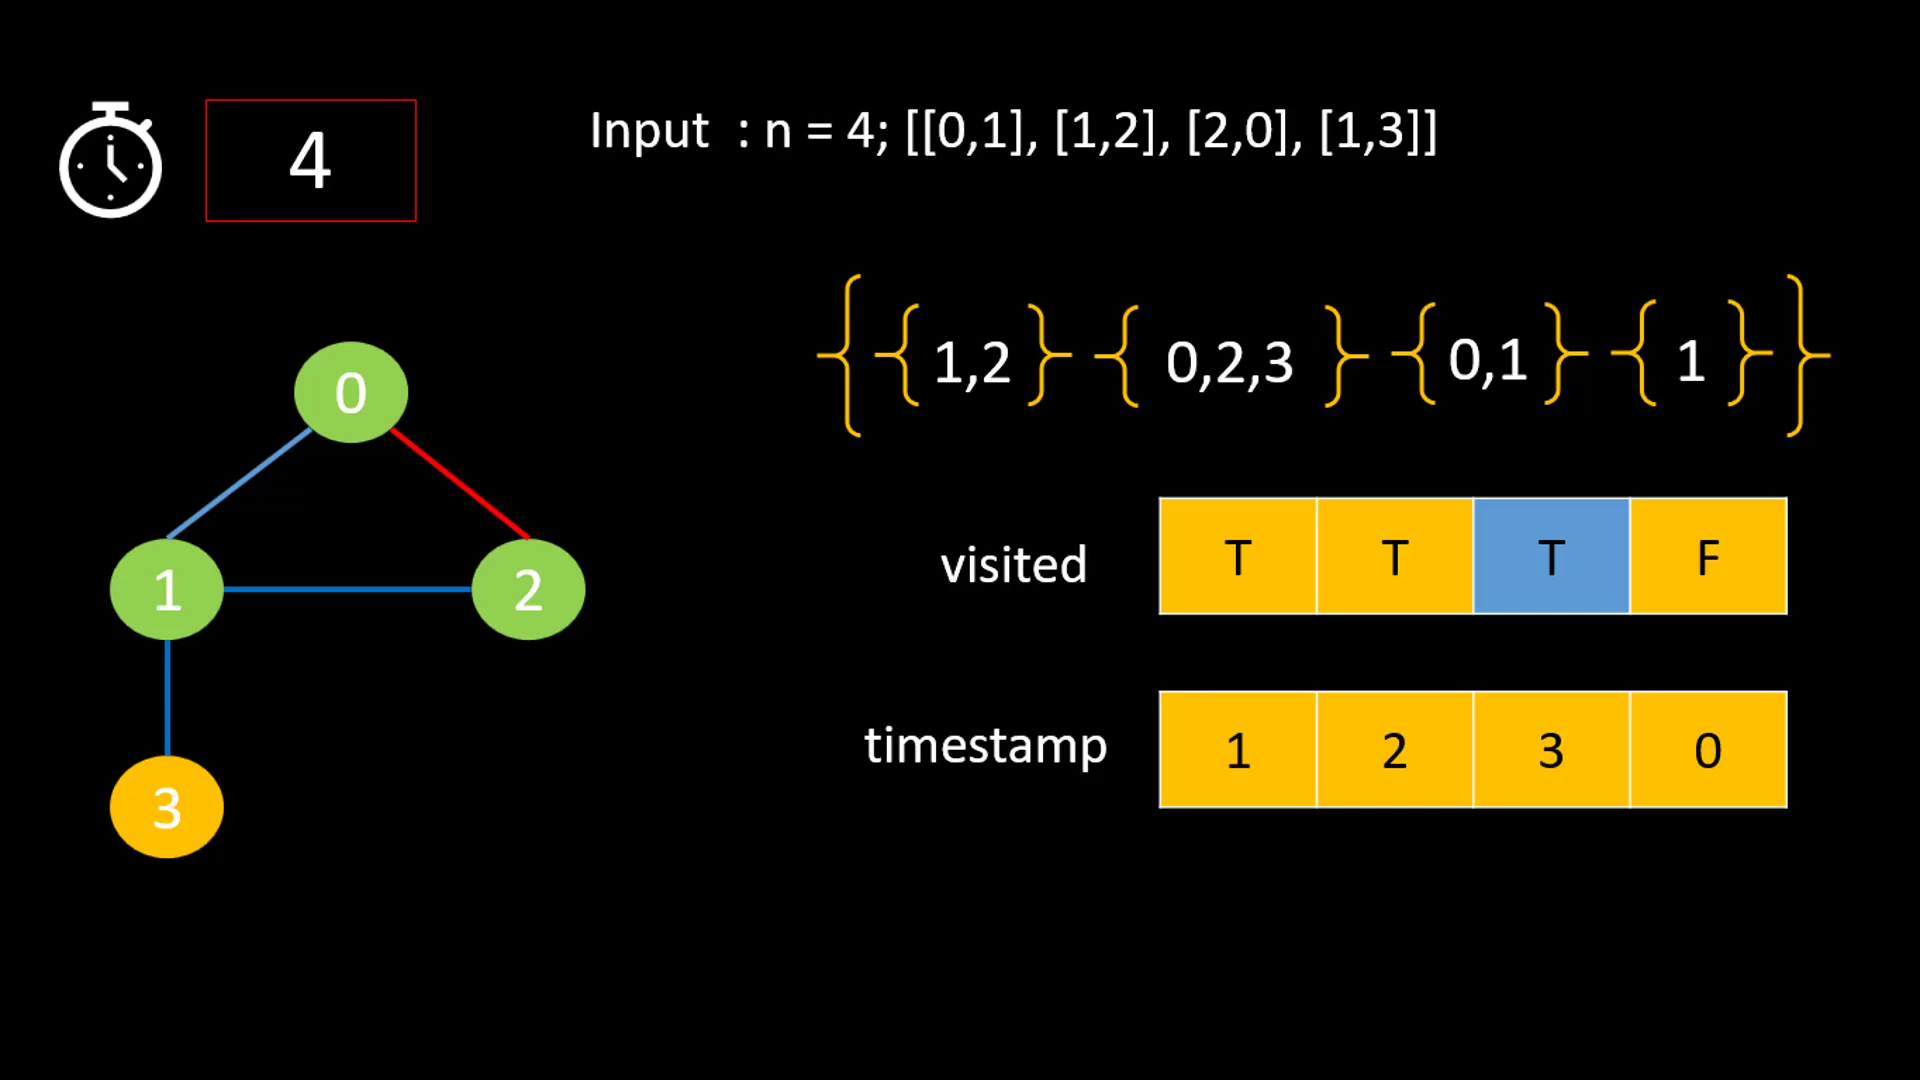 4
Input : n = 4; [[0,1], [1,2], [2,0], [1,3]]
{ { 1,2 } { 0,2,3 } { 0,1 } { 1 } }
0
1 2
3
visited T T T F
timestamp 1 2 3 0